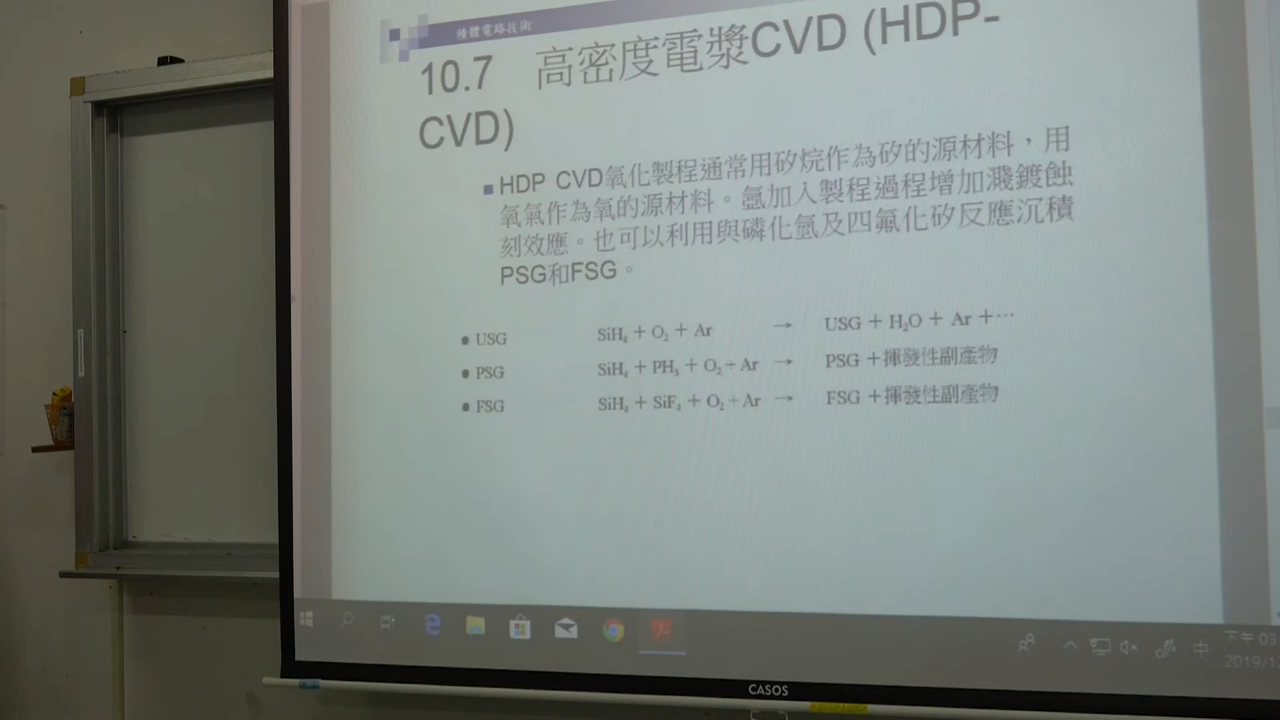 積體電路技術
10.7 高密度電漿CVD (HDP-
CVD)
HDP CVD氧化製程通常用矽烷作為矽的源材料，用
氧氣作為氧的源材料。氬加入製程過程增加濺鍍蝕
刻效應。也可以利用與磷化氫及四氟化矽反應沉積
PSG和FSG。
• USG SiH₄ + O₂ + Ar → USG + H₂O + Ar +…
• PSG SiH₄ + PH₃ + O₂ + Ar → PSG +揮發性副產物
• FSG SiH₄ + SiF₄ + O₂ + Ar → FSG +揮發性副產物
中
下午 03
2019/1
CASOS